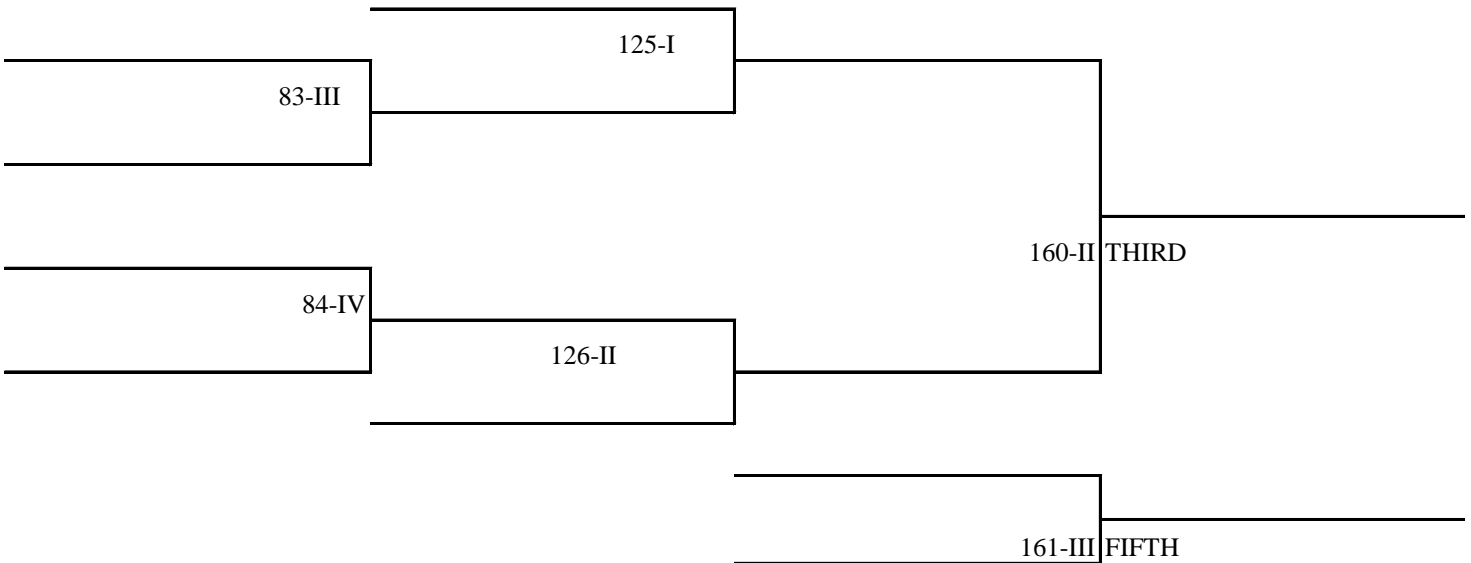 125-I
83-III
160-II THIRD
84-IV
126-II
161-III FIFTH